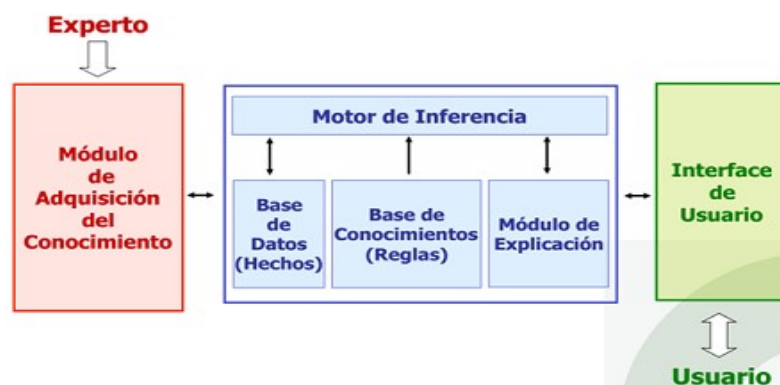 Experto
Módulo
de
Adquisición
del
Conocimiento
Motor de Inferencia
Base
de
Datos
(Hechos)
Base de
Conocimientos
(Reglas)
Módulo de
Explicación
Interface
de
Usuario
Usuario